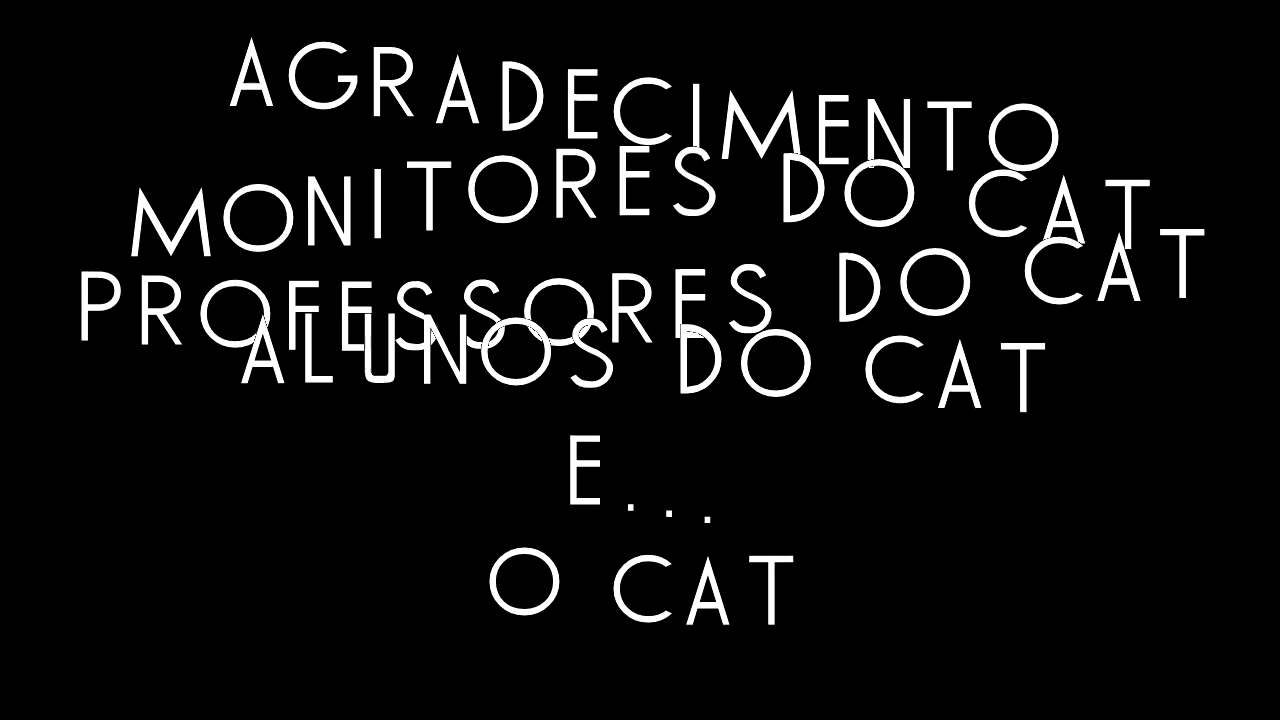 AGRADECIMENTO
MONITORES DO CAT
PROFESSORES DO CAT
ALUNOS DO CAT
E...
O CAT